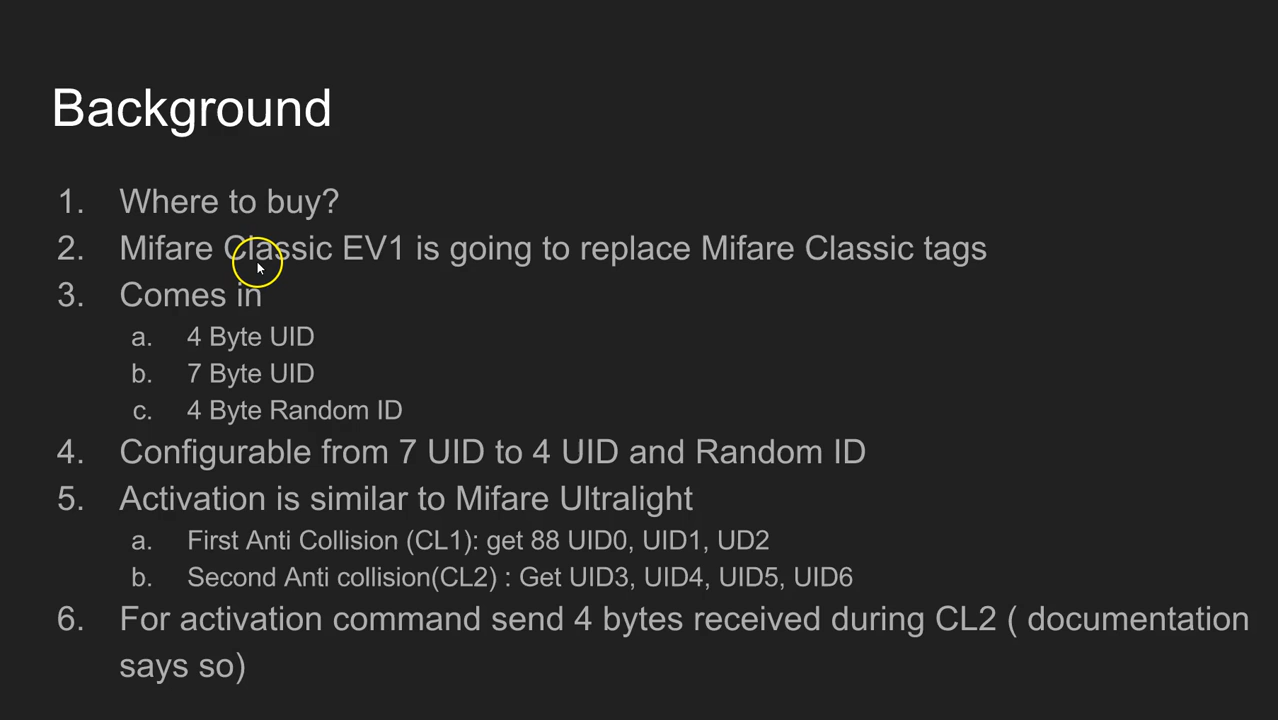 Background
1. Where to buy?
2. Mifare Classic EV1 is going to replace Mifare Classic tags
3. Comes in
a. 4 Byte UID
b. 7 Byte UID
c. 4 Byte Random ID
4. Configurable from 7 UID to 4 UID and Random ID
5. Activation is similar to Mifare Ultralight
a. First Anti Collision (CL1): get 88 UID0, UID1, UD2
b. Second Anti collision(CL2) : Get UID3, UID4, UID5, UID6
6. For activation command send 4 bytes received during CL2 ( documentation
says so)